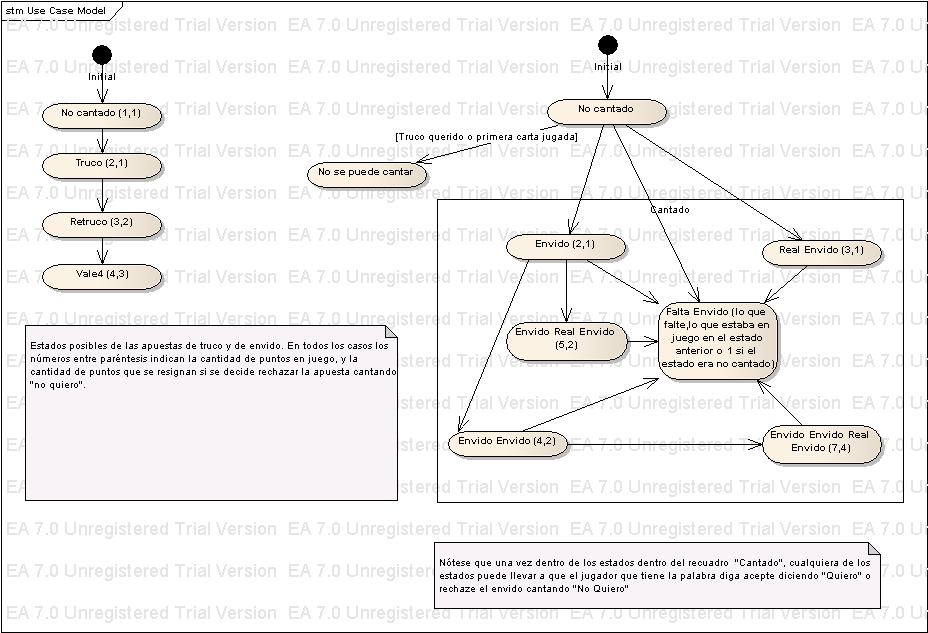 stm Use Case Model
EA 7.0 Unregistered Trial Version
Initial
No cantado (1,1)
Truco (2,1)
Retruco (3,2)
Vale4 (4,3)
Estados posibles de las apuestas de truco y de envido. En todos los casos los
números entre paréntesis indican la cantidad de puntos en juego, y la
cantidad de puntos que se resignan si se decide rechazar la apuesta cantando
"no quiero".
Initial
No cantado
[Truco querido o primera carta jugada]
No se puede cantar
Cantado
Envido (2,1)
Real Envido (3,1)
Envido Real Envido
(5,2)
Falta Envido (lo que
falte,lo que estaba en
juego en el estado
anterior o 1 si el
estado era no cantado)
Envido Envido (4,2)
Envido Envido Real
Envido (7,4)
Nótese que una vez dentro de los estados dentro del recuadro  "Cantado", cualquiera de los
estados puede llevar a que el jugador que tiene la palabra diga acepte diciendo "Quiero" o
rechaze el envido cantando "No Quiero"